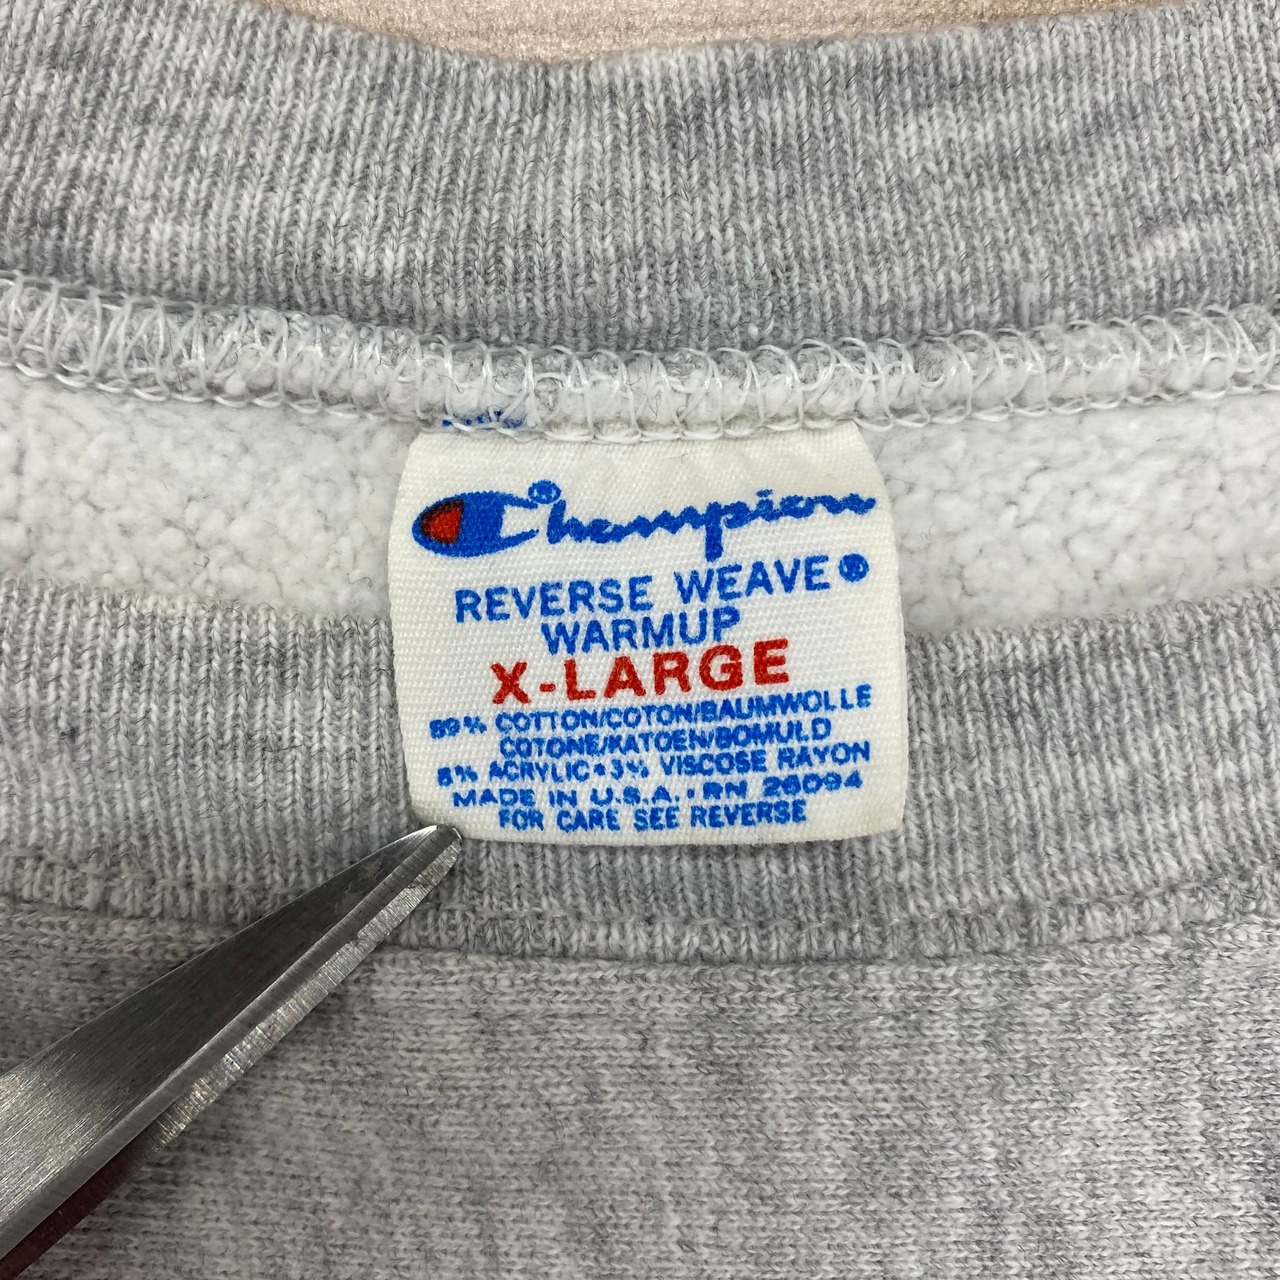 Champion®
REVERSE WEAVE®
WARMUP
X-LARGE
89% COTTON/COTON/BAUMWOLLE
COTONE/KATOEN/BOMULD
8% ACRYLIC•3% VISCOSE RAYON
MADE IN U.S.A.•RN 26094
FOR CARE SEE REVERSE